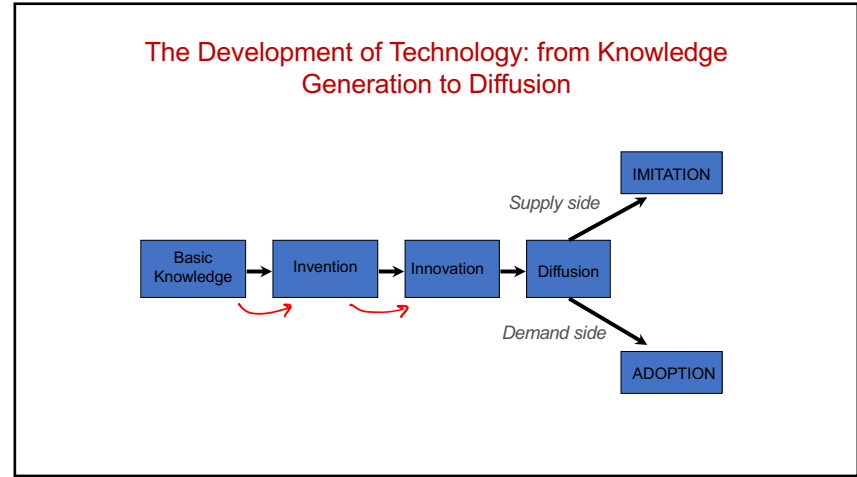 The Development of Technology: from Knowledge
Generation to Diffusion
IMITATION
Supply side
Basic
Knowledge
Invention
Innovation
Diffusion
Demand side
ADOPTION